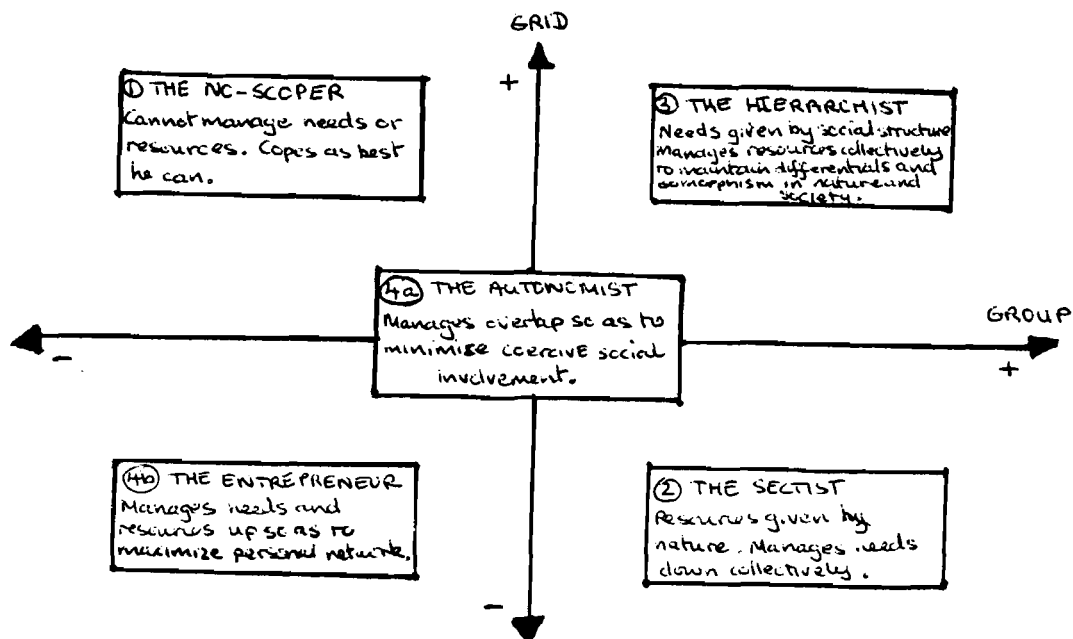 GRID
+
① THE NO-SCOPER
Cannot manage needs or
resources. Copes as best
he can.
③ THE HIERARCHIST
Needs given by social structure
Manages resources collectively
to maintain differentials and
isomorphism in nature and
society.
④a THE AUTONOMIST
Manages overlap so as to
minimise coercive social
involvement.
GROUP
-
+
④b THE ENTREPRENEUR
Manages needs and
resources up so as to
maximize personal network.
② THE SECTIST
Resources given by
nature. Manages needs
down collectively.
-